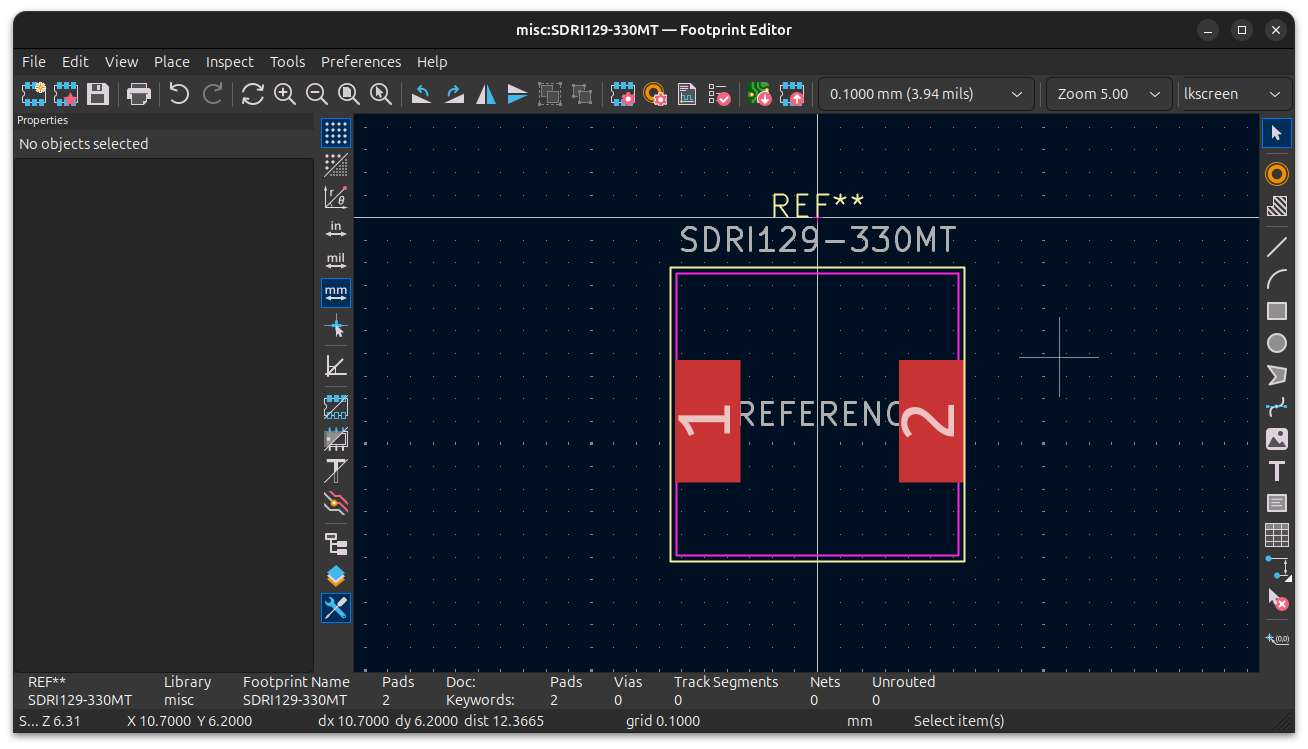 misc:SDRI129-330MT — Footprint Editor
File Edit View Place Inspect Tools Preferences Help
0.1000 mm (3.94 mils) Zoom 5.00 lkscreen
Properties
No objects selected
r
θ
in
mil
mm
REF**
SDRI129-330MT
1 REFERENC 2
T
(0,0)
REF** Library Footprint Name Pads Doc: Pads Vias Track Segments Nets Unrouted
SDRI129-330MT misc SDRI129-330MT 2 Keywords: 2 0 0 0 0
S... Z 6.31 X 10.7000 Y 6.2000 dx 10.7000 dy 6.2000 dist 12.3665 grid 0.1000 mm Select item(s)